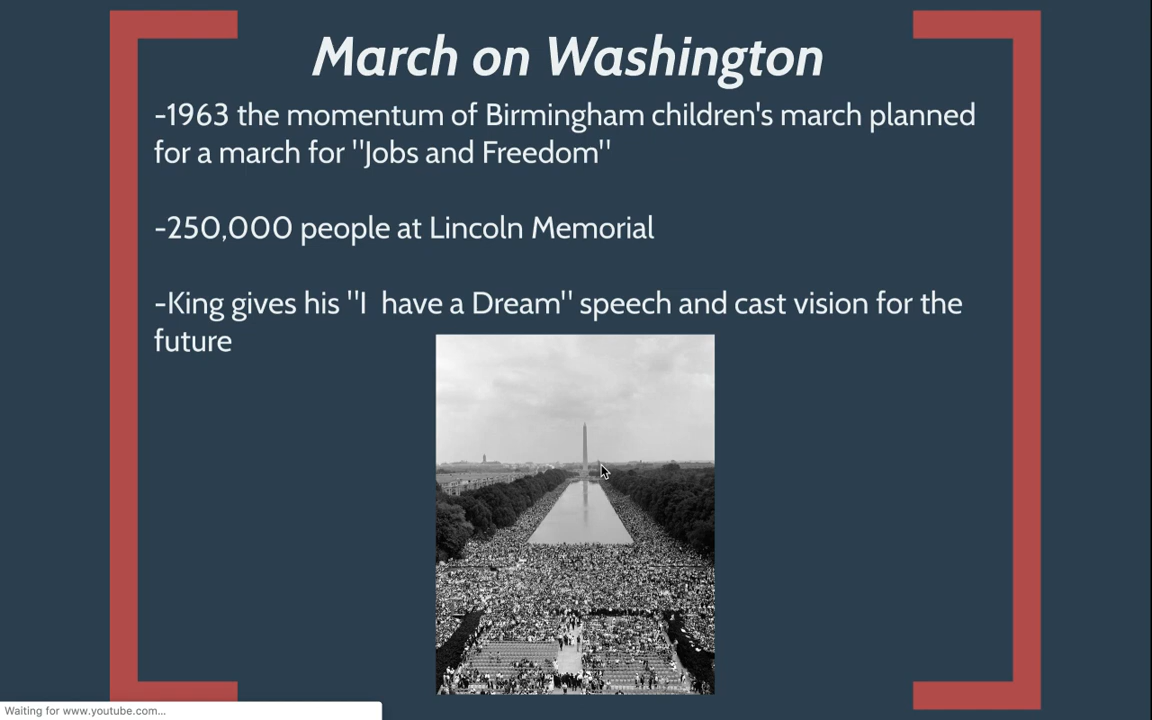 March on Washington
-1963 the momentum of Birmingham children's march planned
for a march for "Jobs and Freedom"
-250,000 people at Lincoln Memorial
-King gives his "I  have a Dream" speech and cast vision for the
future
Waiting for www.youtube.com...